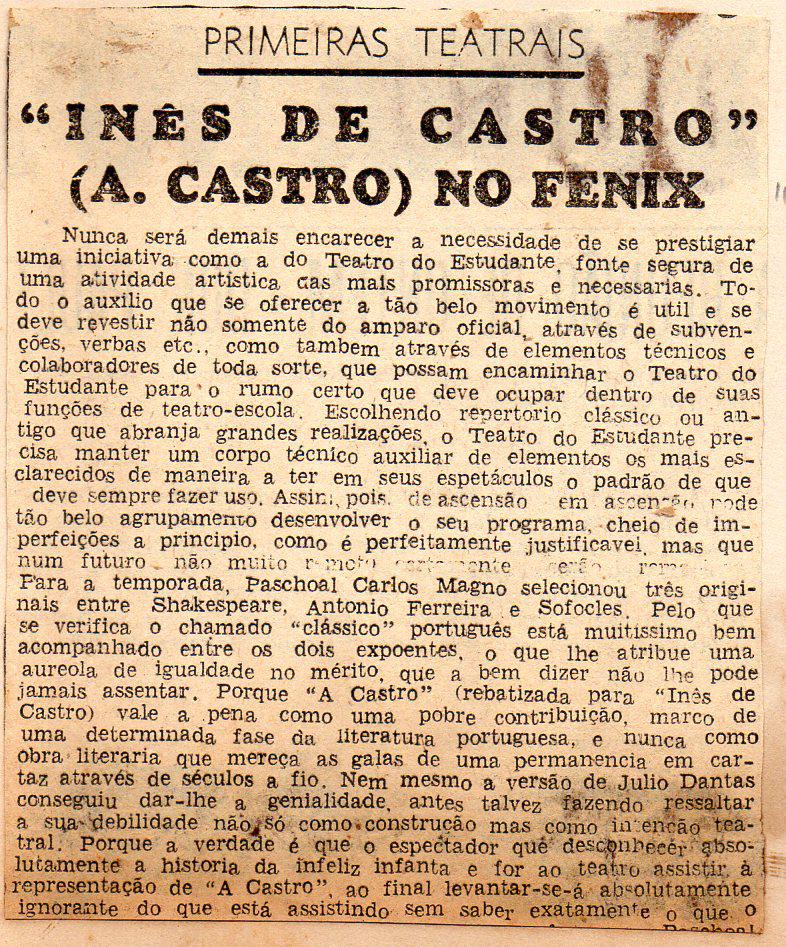 PRIMEIRAS TEATRAIS
"INÊS DE CASTRO"
(A. CASTRO) NO FENIX
Nunca será demais encarecer a necessidade de se prestigiar
uma iniciativa como a do Teatro do Estudante, fonte segura de
uma atividade artistica das mais promissoras e necessarias. To-
do o auxilio que se oferecer a tão belo movimento é util e se
deve revestir não somente do amparo oficial, através de subven-
ções, verbas etc., como tambem através de elementos técnicos e
colaboradores de toda sorte, que possam encaminhar o Teatro do
Estudante para o rumo certo que deve ocupar dentro de suas
funções de teatro-escola. Escolhendo repertorio clássico ou an-
tigo que abranja grandes realizações, o Teatro do Estudante pre-
cisa manter um corpo técnico auxiliar de elementos os mais es-
clarecidos de maneira a ter em seus espetáculos o padrão de que
deve sempre fazer uso. Assim, pois, de ascensão em ascensão pode
tão belo agrupamento desenvolver o seu programa, cheio de im-
perfeições a principio, como é perfeitamente justificavel, mas que
num futuro não muito remoto certamente serão
Para a temporada, Paschoal Carlos Magno selecionou três origi-
nais entre Shakespeare, Antonio Ferreira e Sofocles. Pelo que
se verifica o chamado "clássico" português está muitissimo bem
acompanhado entre os dois expoentes, o que lhe atribue uma
aureola de igualdade no mérito, que a bem dizer não lhe pode
jamais assentar. Porque "A Castro" (rebatizada para "Inês de
Castro) vale a pena como uma pobre contribuição, marco de
uma determinada fase da literatura portuguesa, e nunca como
obra literaria que mereça as galas de uma permanencia em car-
taz através de séculos a fio. Nem mesmo a versão de Julio Dantas
conseguiu dar-lhe a genialidade, antes talvez fazendo ressaltar
a sua debilidade não só como construção mas como intenção tea-
tral. Porque a verdade é que o espectador que desconhecer abso-
lutamente a historia da infeliz infanta e for ao teatro assistir à
representação de "A Castro", ao final levantar-se-á absolutamente
ignorante do que está assistindo sem saber exatamente o que o
Paschoal